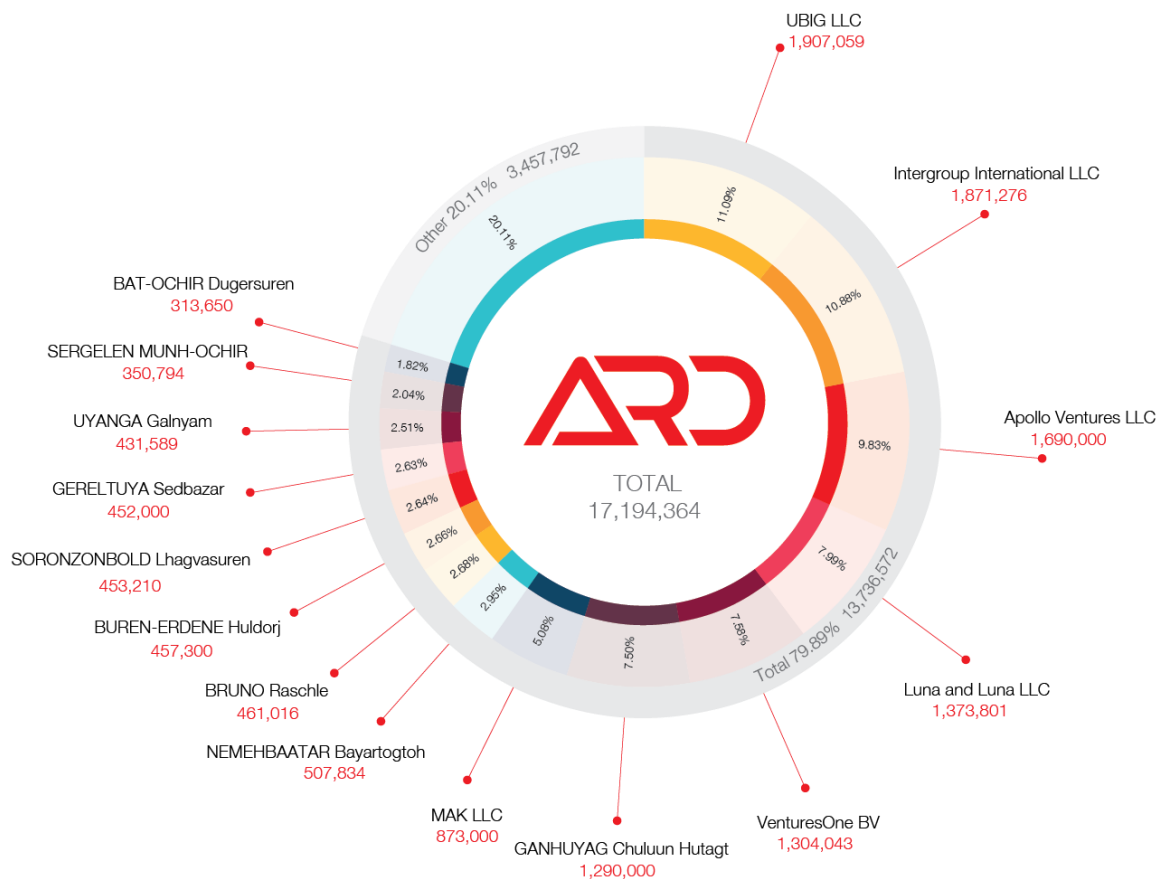 UBIG LLC
1,907,059
Intergroup International LLC
1,871,276
Apollo Ventures LLC
1,690,000
Luna and Luna LLC
1,373,801
VenturesOne BV
1,304,043
GANHUYAG Chuluun Hutagt
1,290,000
MAK LLC
873,000
NEMEHBAATAR Bayartogtoh
507,834
BRUNO Raschle
461,016
BUREN-ERDENE Huldorj
457,300
SORONZONBOLD Lhagvasuren
453,210
GERELTUYA Sedbazar
452,000
UYANGA Galnyam
431,589
SERGELEN MUNH-OCHIR
350,794
BAT-OCHIR Dugersuren
313,650
Other 20.11% 3,457,792
Total 79.89% 13,736,572
11.09%
10.88%
9.83%
7.99%
7.58%
7.50%
5.08%
2.95%
2.68%
2.66%
2.64%
2.63%
2.51%
2.04%
1.82%
20.11%
ARD
TOTAL
17,194,364